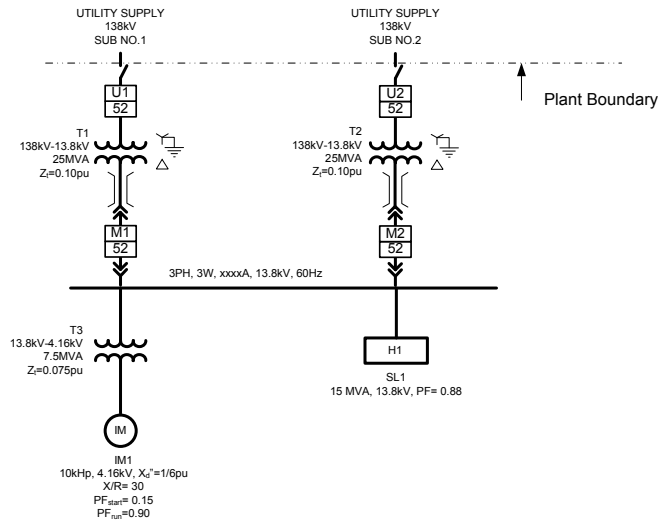 UTILITY SUPPLY
138kV
SUB NO.1
UTILITY SUPPLY
138kV
SUB NO.2
Plant Boundary
U1
52
U2
52
T1
138kV-13.8kV
25MVA
Zt=0.10pu
T2
138kV-13.8kV
25MVA
Zt=0.10pu
M1
52
M2
52
3PH, 3W, xxxxA, 13.8kV, 60Hz
T3
13.8kV-4.16kV
7.5MVA
Zt=0.075pu
H1
SL1
15 MVA, 13.8kV, PF= 0.88
IM
IM1
10kHp, 4.16kV, Xd"=1/6pu
X/R= 30
PFstart= 0.15
PFrun=0.90